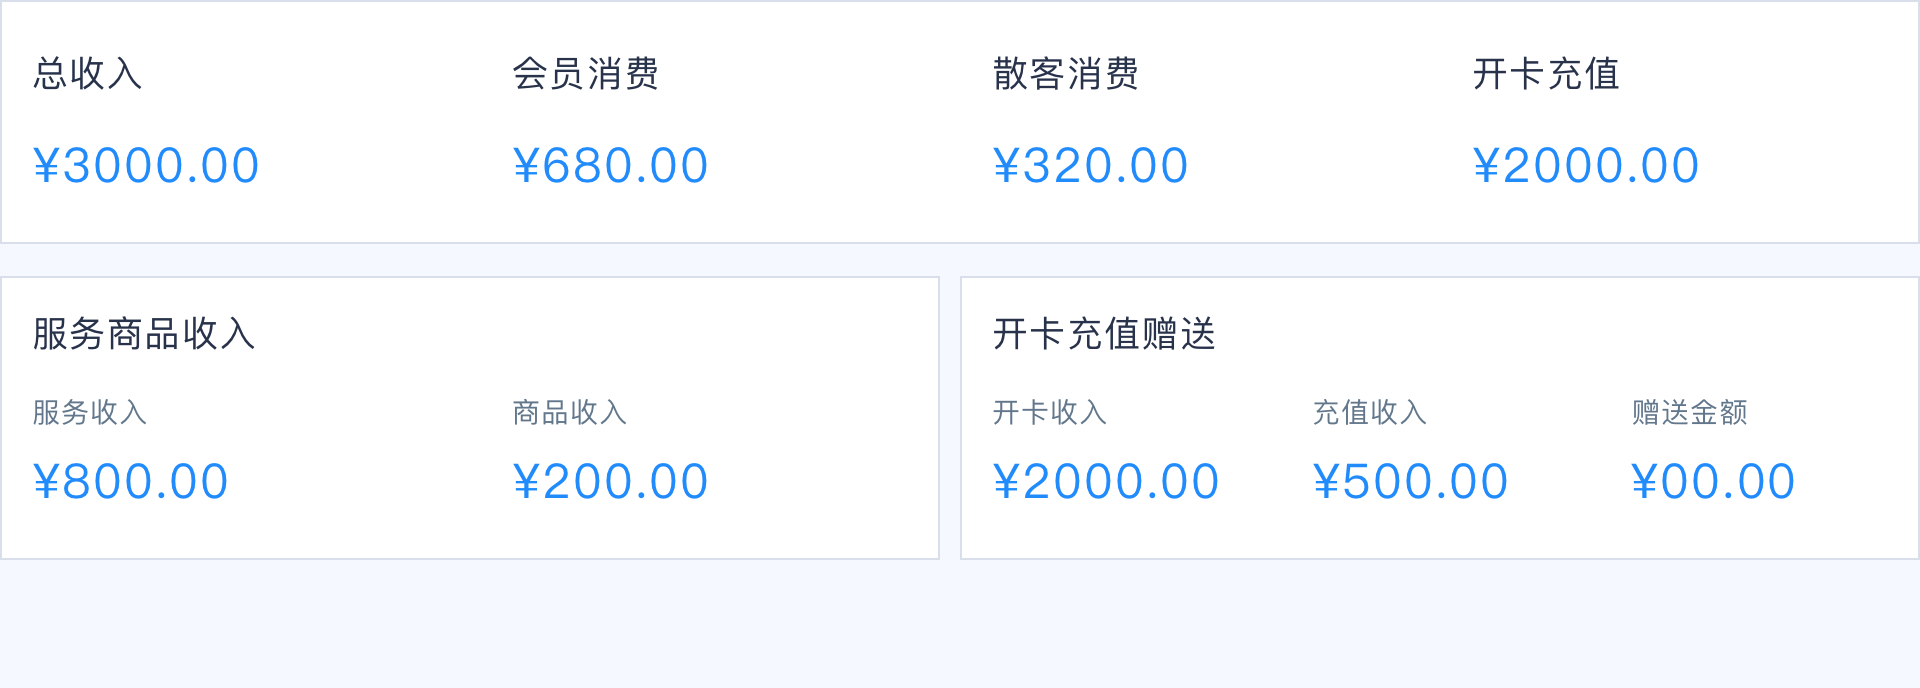 总收入 会员消费 散客消费 开卡充值
¥3000.00 ¥680.00 ¥320.00 ¥2000.00
服务商品收入
服务收入 商品收入
¥800.00 ¥200.00
开卡充值赠送
开卡收入 充值收入 赠送金额
¥2000.00 ¥500.00 ¥00.00